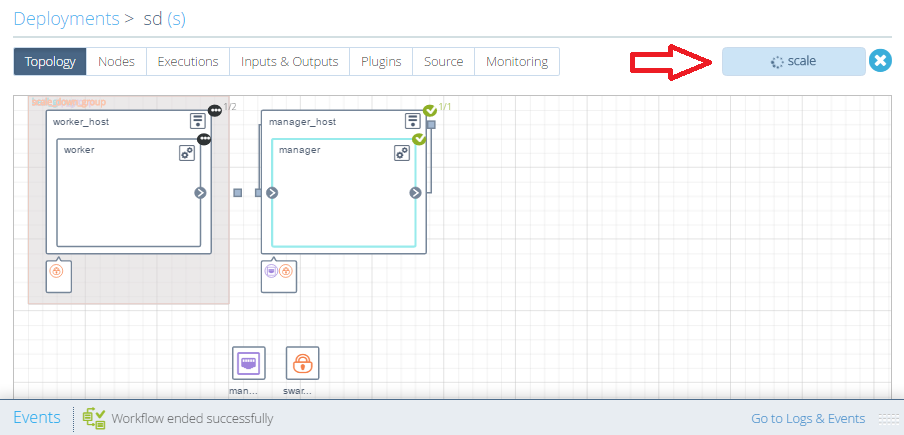 Deployments > sd (s)
Topology Nodes Executions Inputs & Outputs Plugins Source Monitoring
scale
1/2 1/1
worker_host manager_host
worker manager
man... swar...
Events Workflow ended successfully Go to Logs & Events